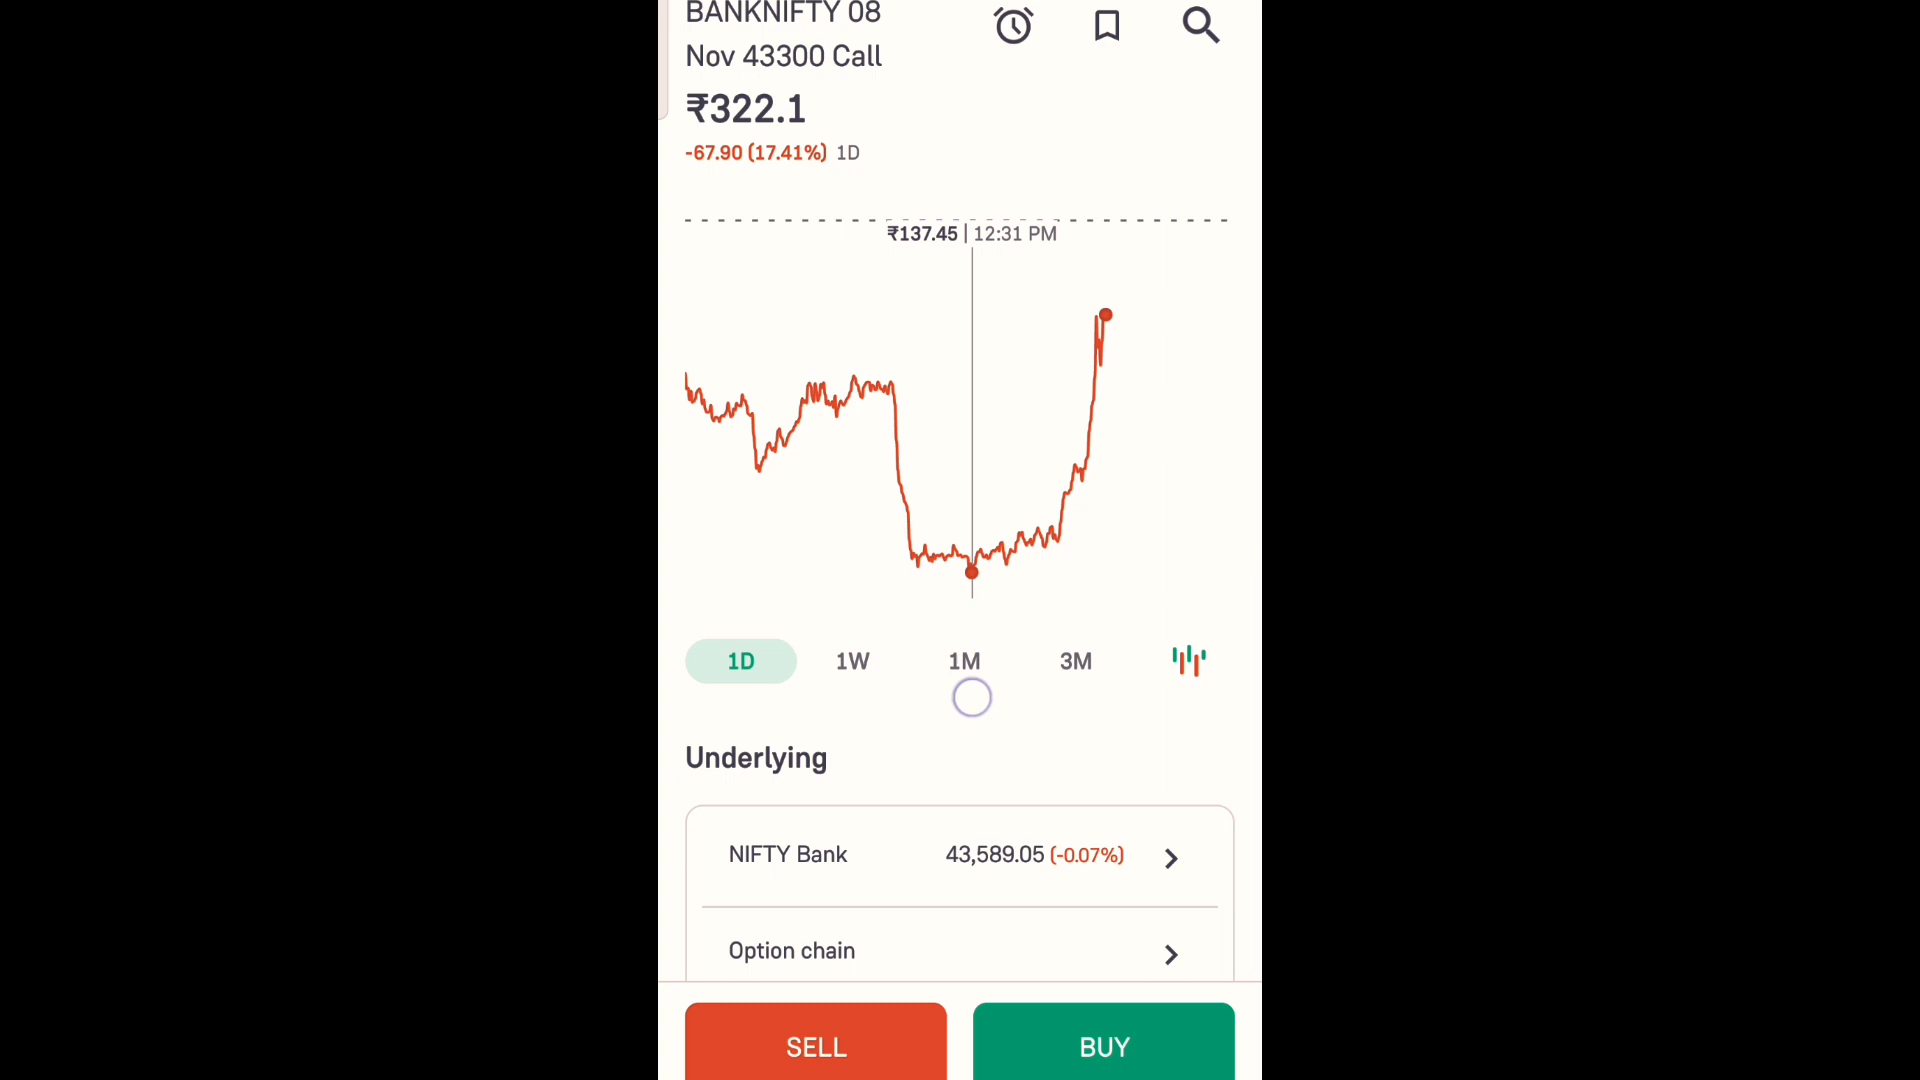 BANKNIFTY 08
Nov 43300 Call
₹322.1
-67.90 (17.41%) 1D
₹137.45 | 12:31 PM
1D 1W 1M 3M
Underlying
NIFTY Bank 43,589.05 (-0.07%)
Option chain
SELL BUY